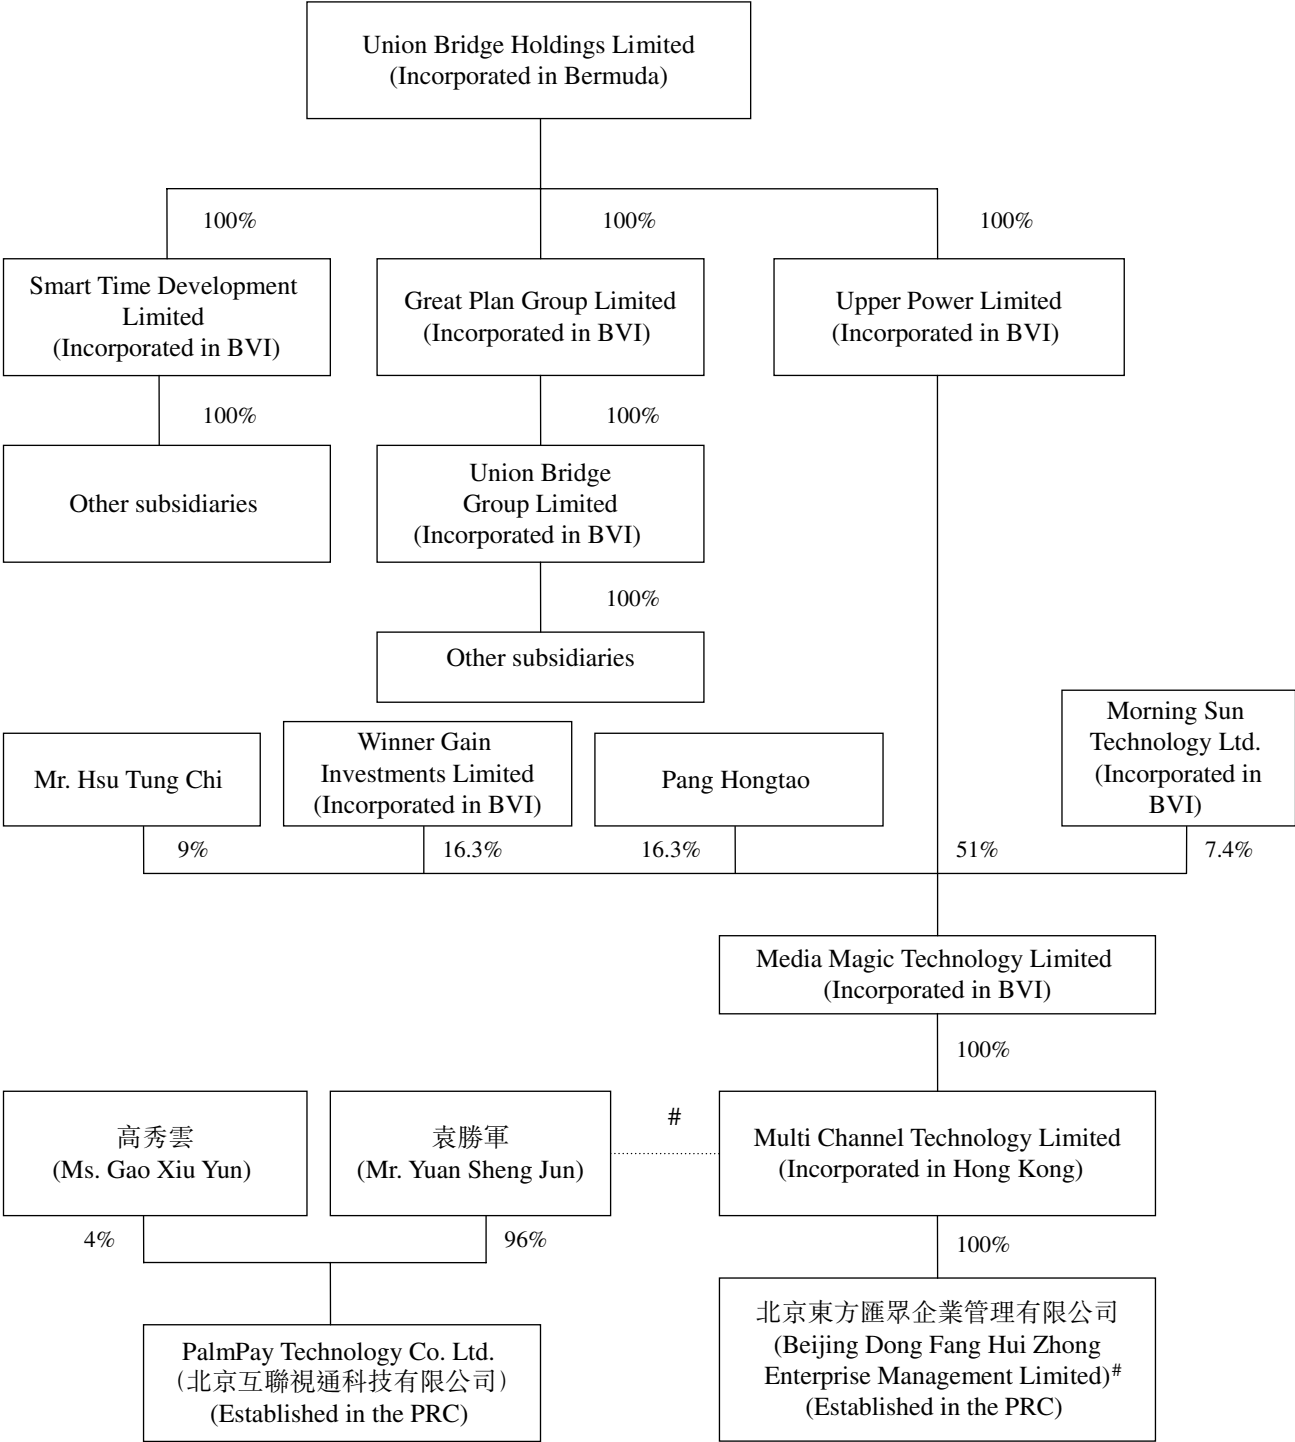 Union Bridge Holdings Limited
(Incorporated in Bermuda)
100%
100%
100%
Smart Time Development
Limited
(Incorporated in BVI)
Great Plan Group Limited
(Incorporated in BVI)
Upper Power Limited
(Incorporated in BVI)
100%
100%
Other subsidiaries
Union Bridge
Group Limited
(Incorporated in BVI)
100%
Other subsidiaries
Mr. Hsu Tung Chi
Winner Gain
Investments Limited
(Incorporated in BVI)
Pang Hongtao
Morning Sun
Technology Ltd.
(Incorporated in
BVI)
9%
16.3%
16.3%
51%
7.4%
Media Magic Technology Limited
(Incorporated in BVI)
100%
高秀雲
(Ms. Gao Xiu Yun)
袁勝軍
(Mr. Yuan Sheng Jun)
#
Multi Channel Technology Limited
(Incorporated in Hong Kong)
4%
96%
100%
PalmPay Technology Co. Ltd.
（北京互聯視通科技有限公司）
(Established in the PRC)
北京東方匯眾企業管理有限公司
(Beijing Dong Fang Hui Zhong
Enterprise Management Limited)#
(Established in the PRC)